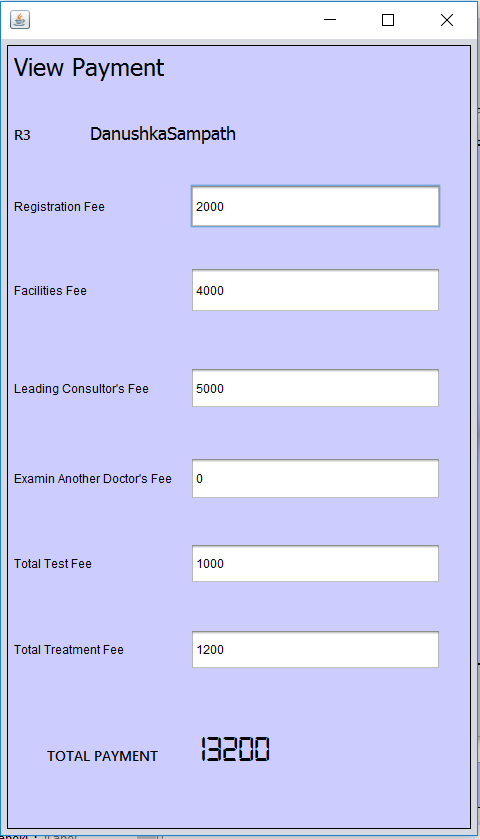 View Payment
R3 DanushkaSampath
Registration Fee 2000
Facilities Fee 4000
Leading Consultor's Fee 5000
Examin Another Doctor's Fee 0
Total Test Fee 1000
Total Treatment Fee 1200
TOTAL PAYMENT 13200